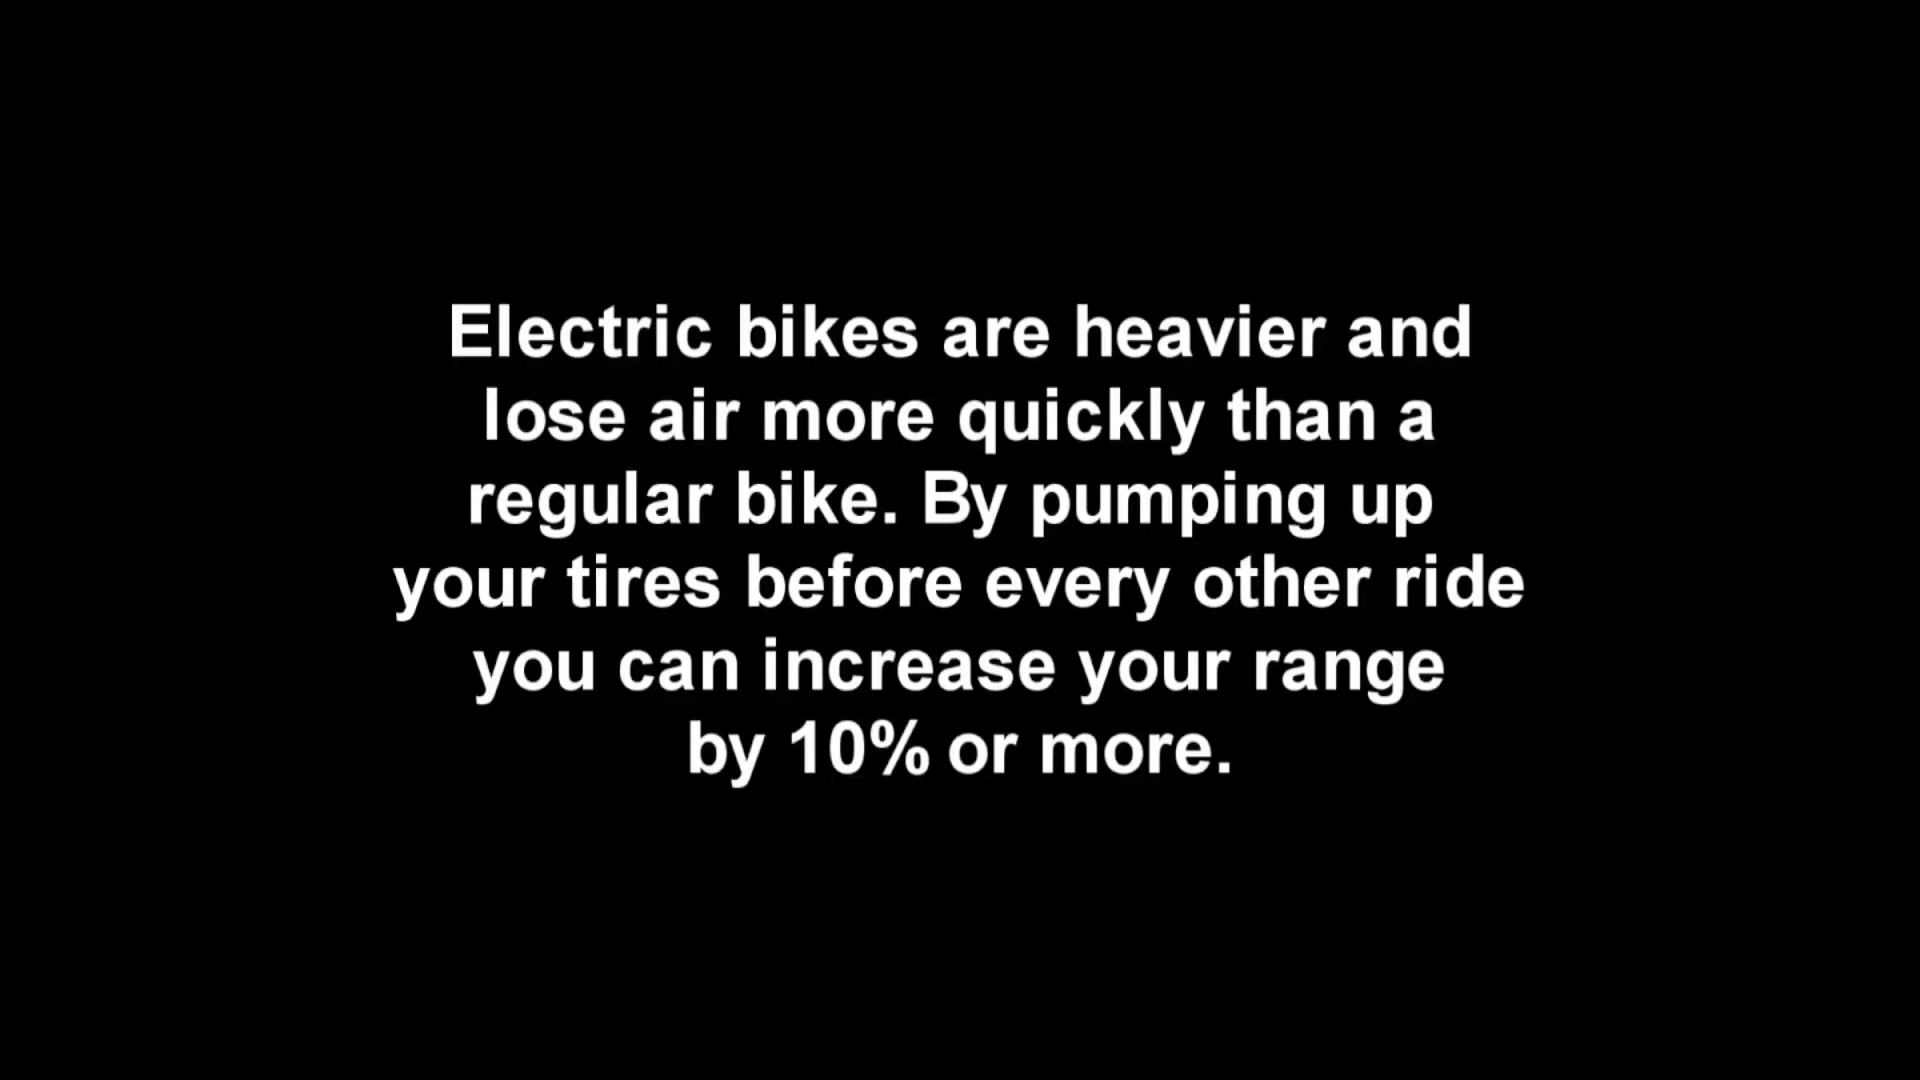 Electric bikes are heavier and
lose air more quickly than a
regular bike. By pumping up
your tires before every other ride
you can increase your range
by 10% or more.